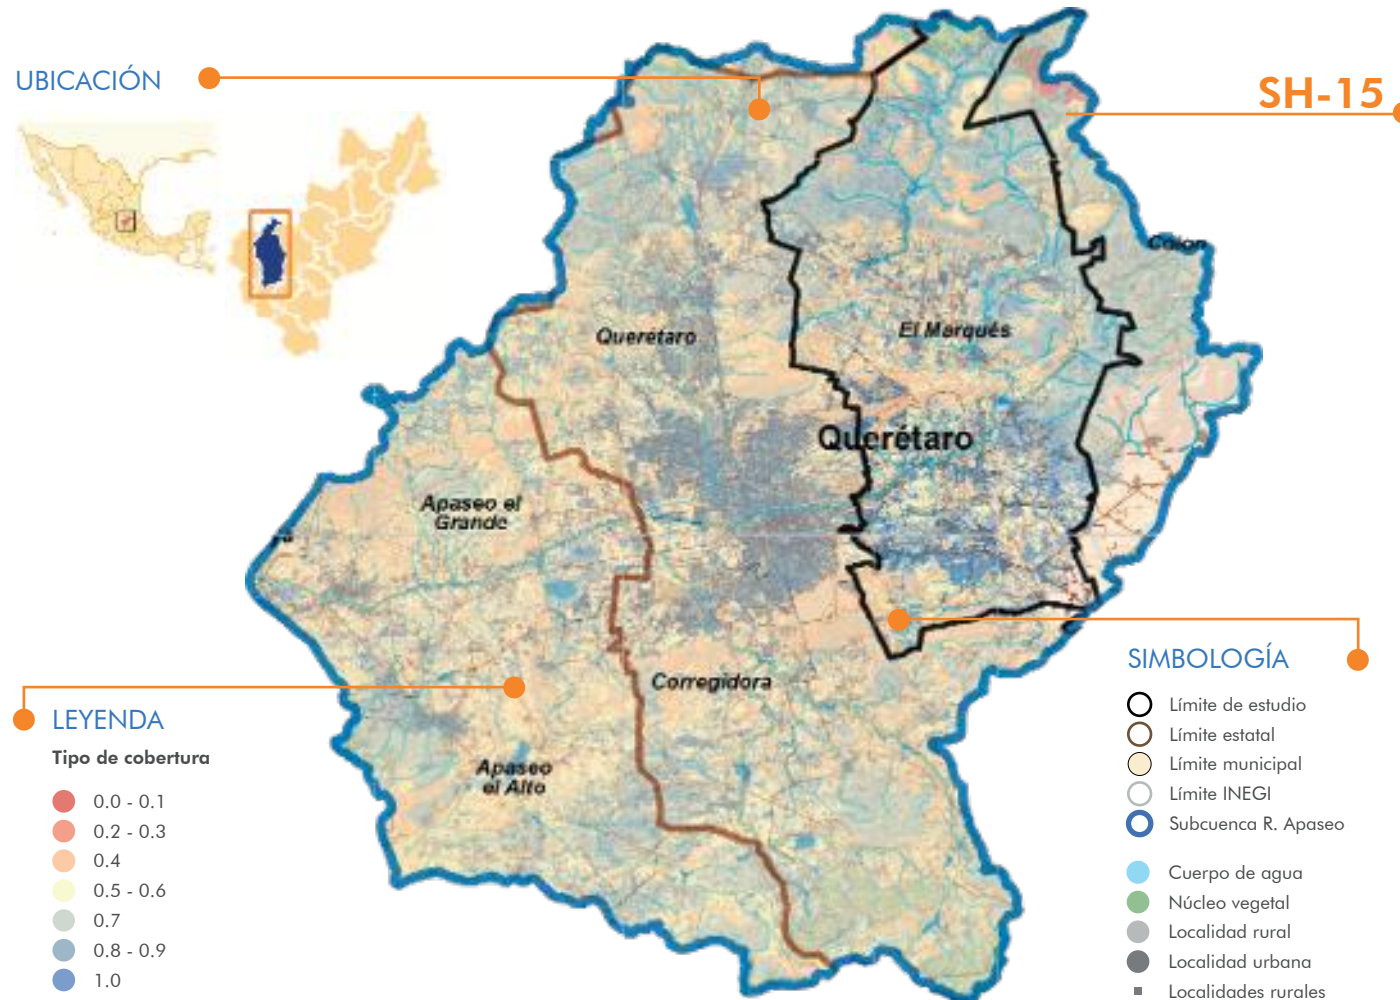 UBICACIÓN
SH-15
Colon
Querétaro
El Marqués
Querétaro
Apaseo el
Grande
Corregidora
Apaseo
el Alto
LEYENDA
Tipo de cobertura
0.0 - 0.1
0.2 - 0.3
0.4
0.5 - 0.6
0.7
0.8 - 0.9
1.0
SIMBOLOGÍA
Límite de estudio
Límite estatal
Límite municipal
Límite INEGI
Subcuenca R. Apaseo
Cuerpo de agua
Núcleo vegetal
Localidad rural
Localidad urbana
Localidades rurales